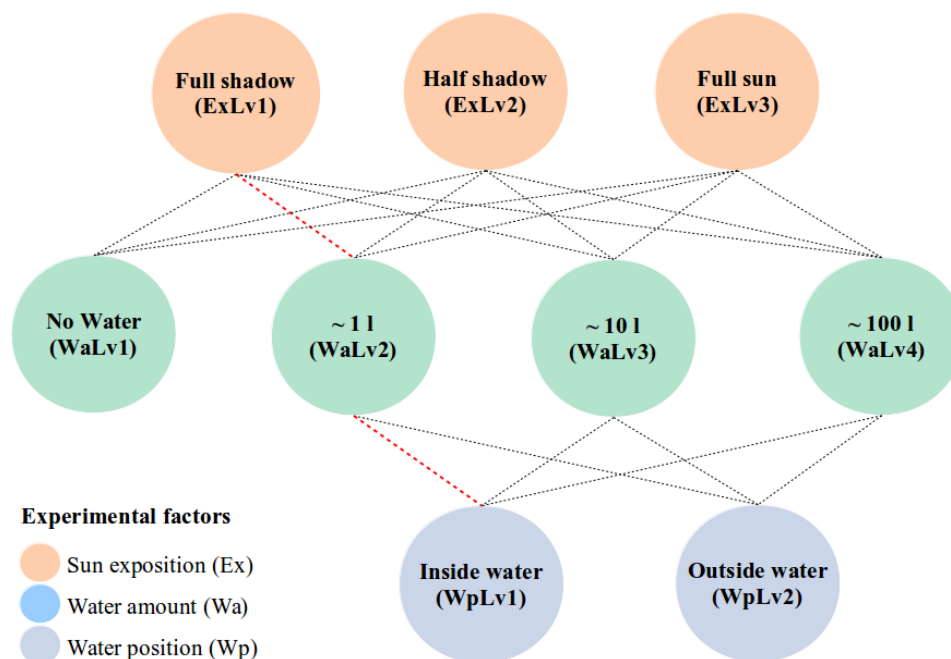 Full shadow
(ExLv1)
Half shadow
(ExLv2)
Full sun
(ExLv3)
No Water
(WaLv1)
~ 1 l
(WaLv2)
~ 10 l
(WaLv3)
~ 100 l
(WaLv4)
Inside water
(WpLv1)
Outside water
(WpLv2)
Experimental factors
Sun exposition (Ex)
Water amount (Wa)
Water position (Wp)